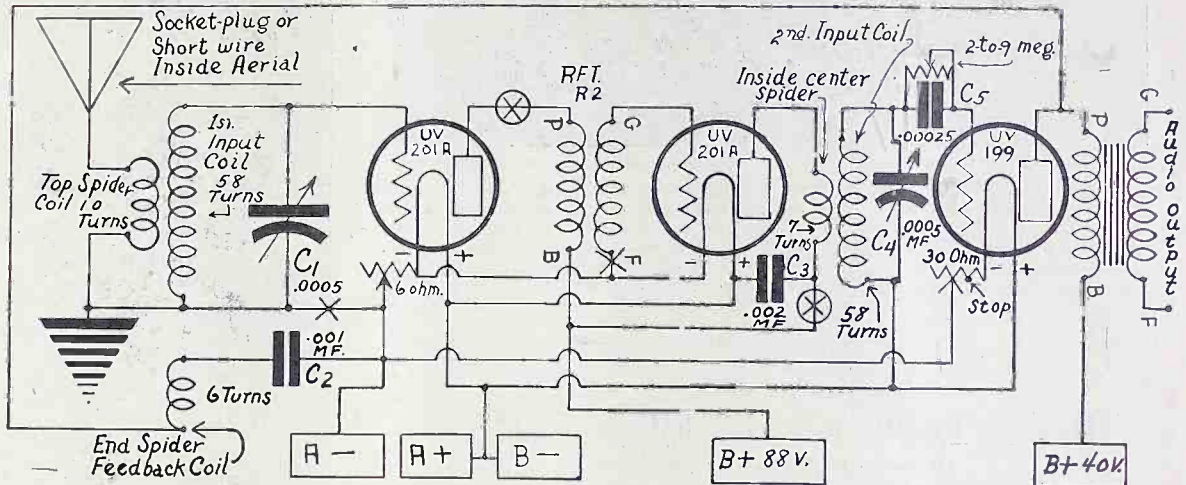 Socket-plug or
Short wire
Inside Aerial
1st.
Input
Coil
58
Turns
Top Spider
Coil 10
Turns
C1
.0005
UV
201A
- +
6 ohm.
RFT.
R2
P
B
G
F
UV
201A
- +
Inside center
spider
2nd. Input Coil
2-to-9 meg.
C5
.00025
7
Turns
C3
.002
MF
C4
.0005
MF
58
Turns
UV
199
30 Ohm
- +
Stop
P
B
G
F
Audio output
.001
MF.
C2
6 Turns
End Spider
Feedback Coil
A -
A +
B -
B + 88 V.
B + 40V.